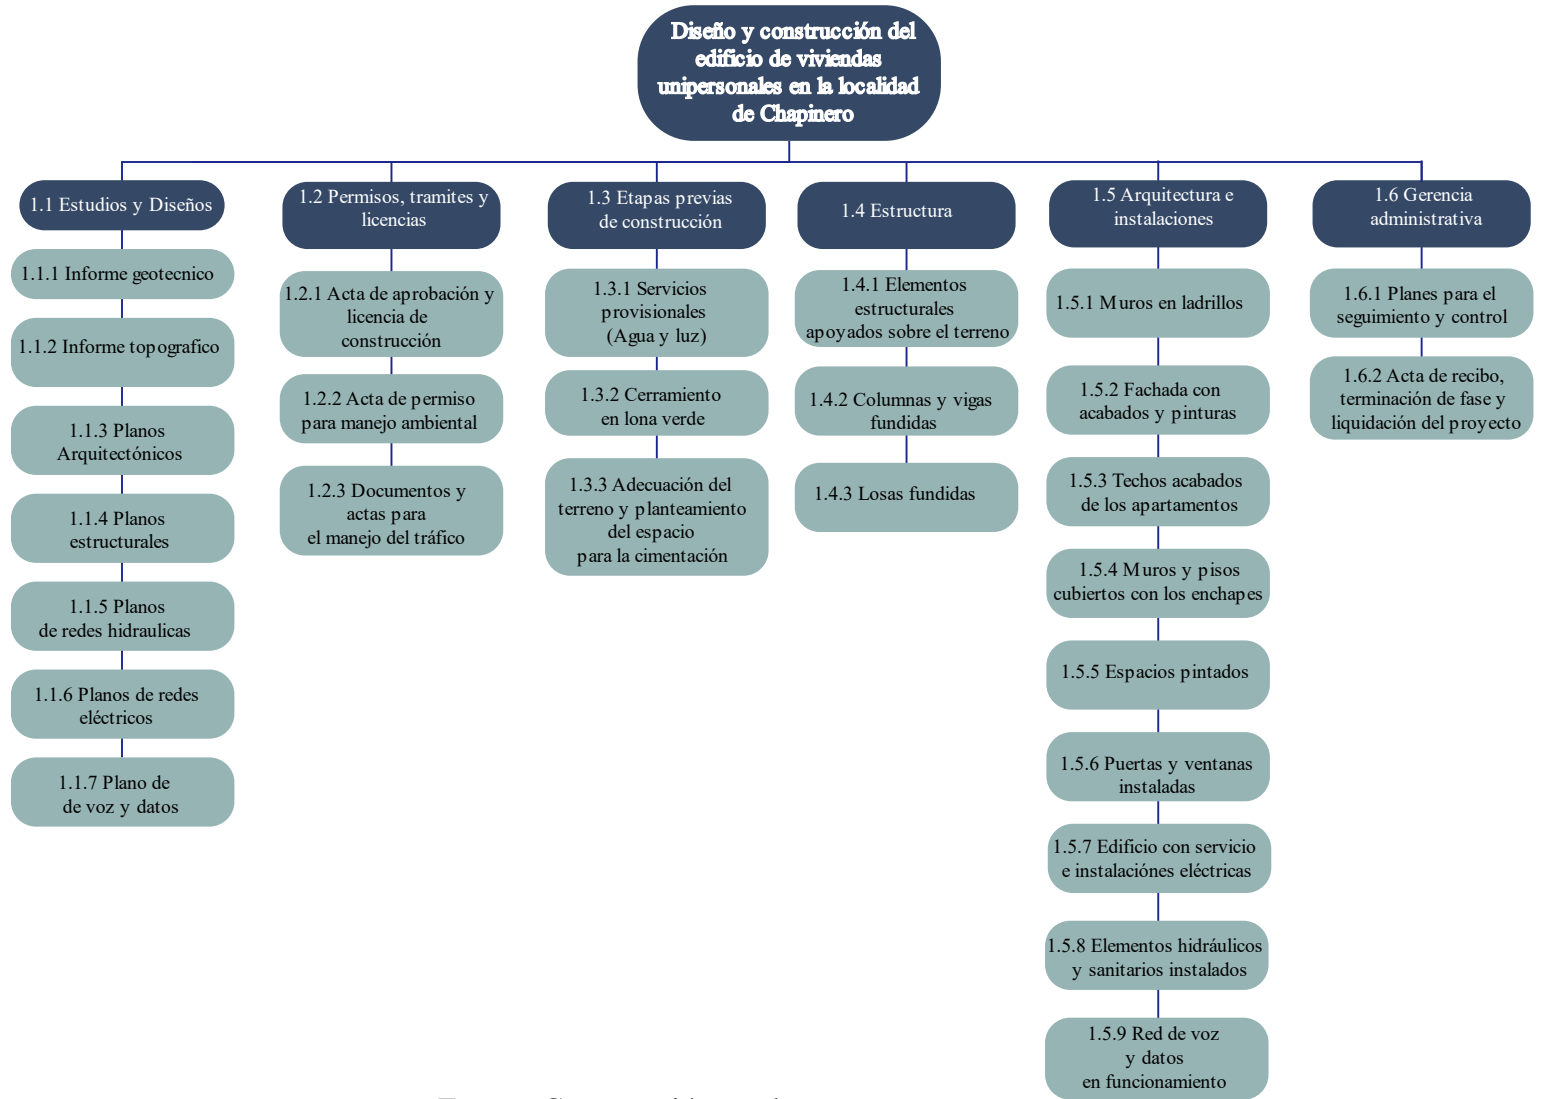 Diseño y construcción del
edificio de viviendas
unipersonales en la localidad
de Chapinero
1.1 Estudios y Diseños
1.1.1 Informe geotecnico
1.1.2 Informe topografico
1.1.3 Planos
Arquitectónicos
1.1.4 Planos
estructurales
1.1.5 Planos
de redes hidraulicas
1.1.6 Planos de redes
eléctricos
1.1.7 Plano de
de voz y datos
1.2 Permisos, tramites y
licencias
1.2.1 Acta de aprobación y
licencia de
construcción
1.2.2 Acta de permiso
para manejo ambiental
1.2.3 Documentos y
actas para
el manejo del tráfico
1.3 Etapas previas
de construcción
1.3.1 Servicios
provisionales
(Agua y luz)
1.3.2 Cerramiento
en lona verde
1.3.3 Adecuación del
terreno y planteamiento
del espacio
para la cimentación
1.4 Estructura
1.4.1 Elementos
estructurales
apoyados sobre el terreno
1.4.2 Columnas y vigas
fundidas
1.4.3 Losas fundidas
1.5 Arquitectura e
instalaciones
1.5.1 Muros en ladrillos
1.5.2 Fachada con
acabados y pinturas
1.5.3 Techos acabados
de los apartamentos
1.5.4 Muros y pisos
cubiertos con los enchapes
1.5.5 Espacios pintados
1.5.6 Puertas y ventanas
instaladas
1.5.7 Edificio con servicio
e instalaciónes eléctricas
1.5.8 Elementos hidráulicos
y sanitarios instalados
1.5.9 Red de voz
y datos
en funcionamiento
1.6 Gerencia
administrativa
1.6.1 Planes para el
seguimiento y control
1.6.2 Acta de recibo,
terminación de fase y
liquidación del proyecto